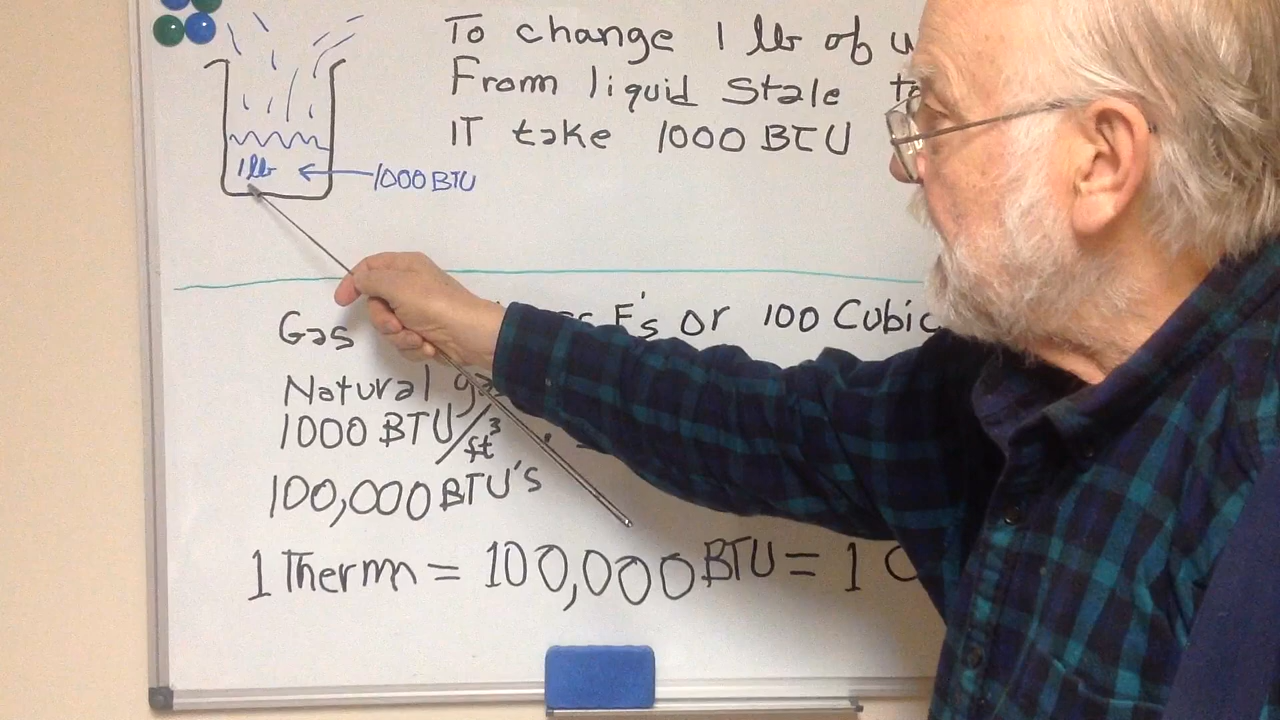 To change 1 lb of
From liquid Stale
IT take 1000 BTU
1 lb
1000 BTU
Gas F's or 100 Cubic
Natural
1000 BTU/ft³
100,000 BTU's
1 Therm = 100,000 BTU = 1